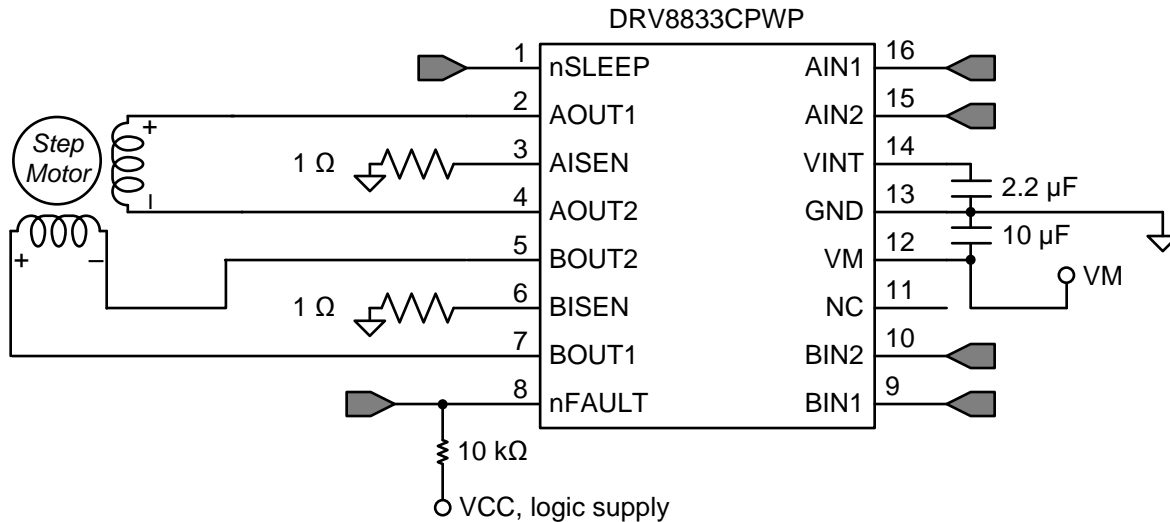 DRV8833CPWP
1 nSLEEP AIN1 16
2 AOUT1 AIN2 15
1 Ω 3 AISEN VINT 14
2.2 µF
4 AOUT2 GND 13
10 µF
5 BOUT2 VM 12
VM
1 Ω 6 BISEN NC 11
7 BOUT1 BIN2 10
8 nFAULT BIN1 9
Step
Motor
+
–
+ –
10 kΩ
VCC, logic supply